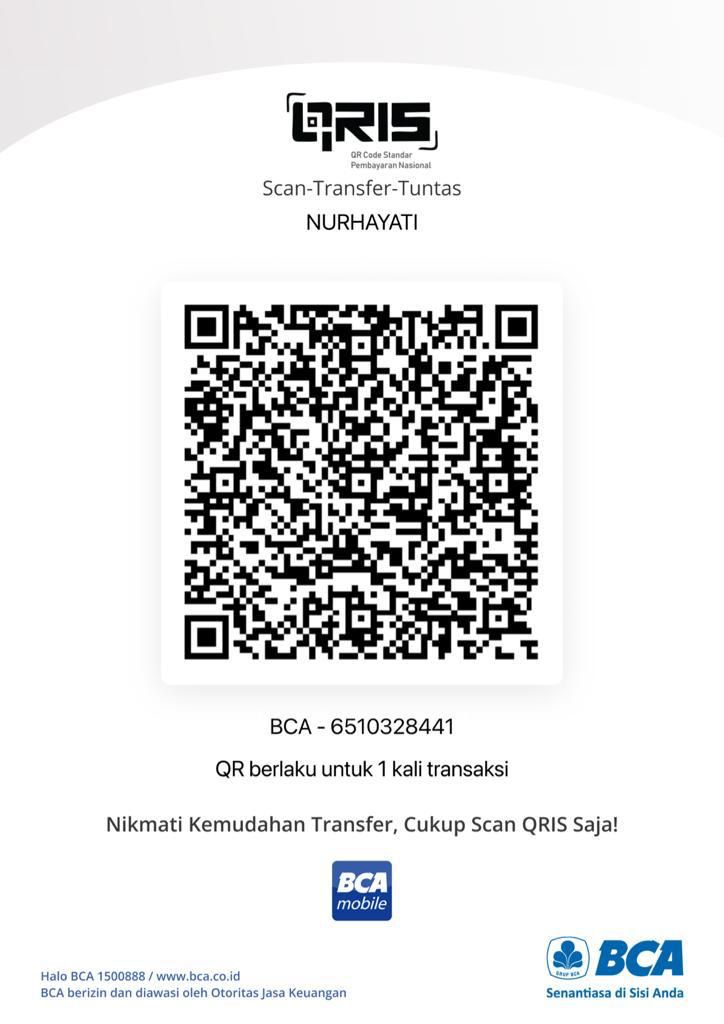 QRIS
QR Code Standar
Pembayaran Nasional
Scan-Transfer-Tuntas
NURHAYATI
BCA - 6510328441
QR berlaku untuk 1 kali transaksi
Nikmati Kemudahan Transfer, Cukup Scan QRIS Saja!
BCA
mobile
GRUP BCA
BCA
Senantiasa di Sisi Anda
Halo BCA 1500888 / www.bca.co.id
BCA berizin dan diawasi oleh Otoritas Jasa Keuangan